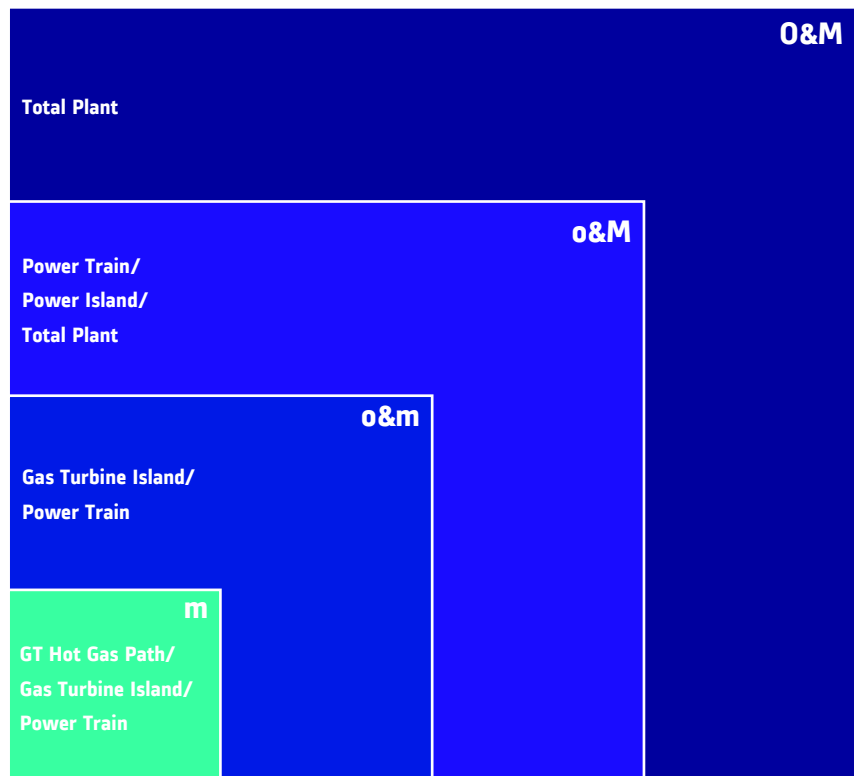 O&M
Total Plant
o&M
Power Train/
Power Island/
Total Plant
o&m
Gas Turbine Island/
Power Train
m
GT Hot Gas Path/
Gas Turbine Island/
Power Train